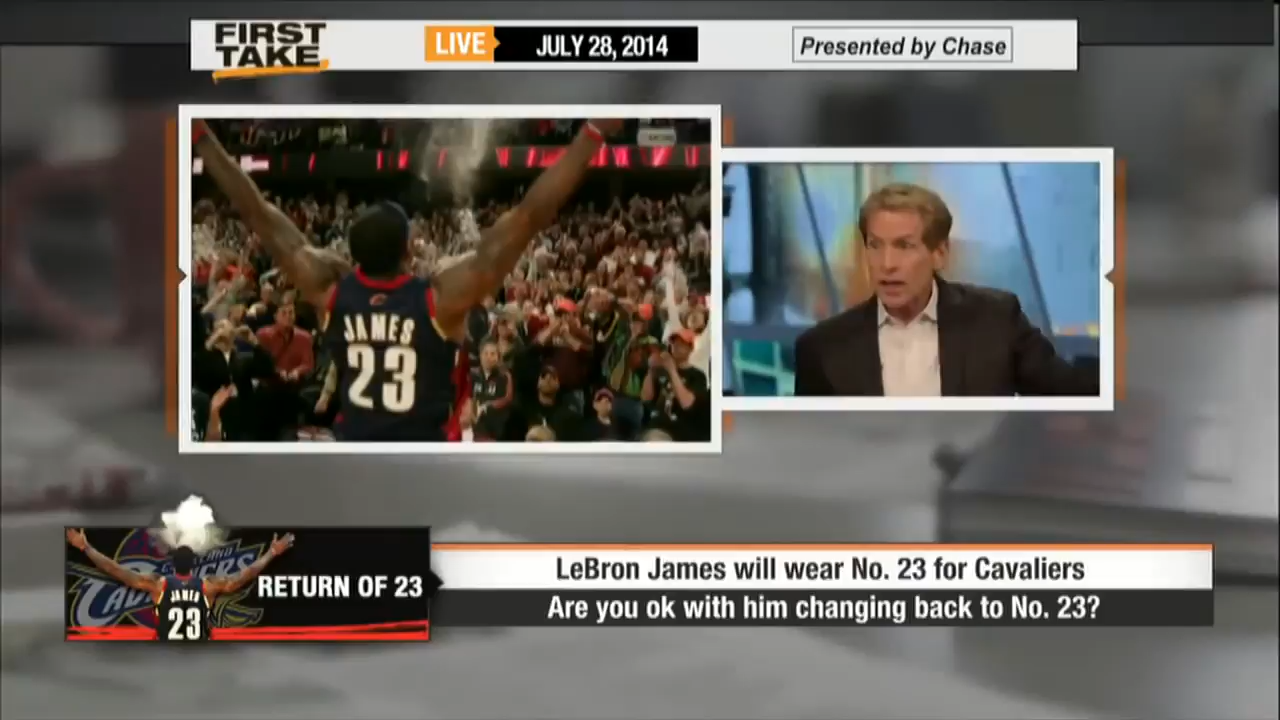 FIRST
TAKE
LIVE
JULY 28, 2014
Presented by Chase
JAMES
23
JAMES
23
RETURN OF 23
LeBron James will wear No. 23 for Cavaliers
Are you ok with him changing back to No. 23?